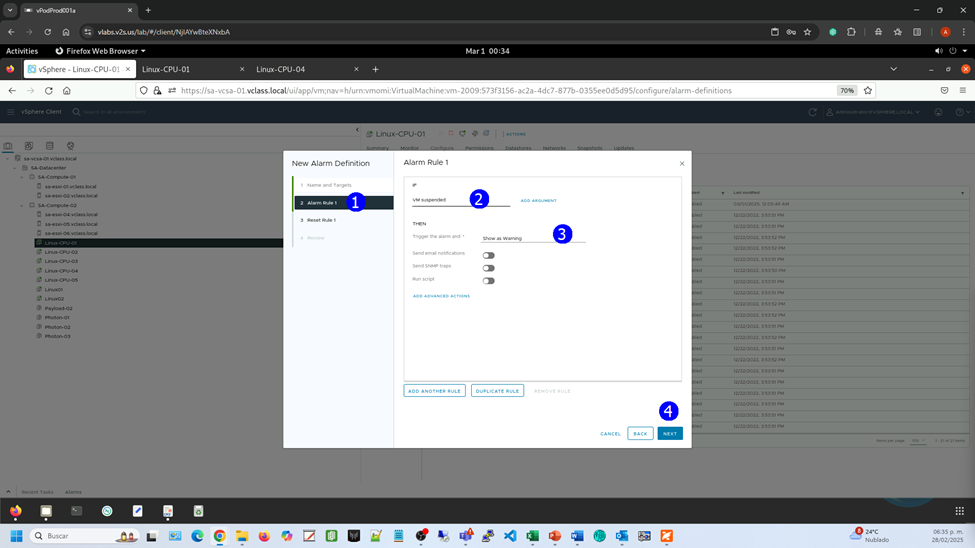 vPodProd001a
vlabs.v2s.us/lab/#/client/NjIAYwBteXNxbA
Activities
Firefox Web Browser
Mar 1 00:34
vSphere - Linux-CPU-01
Linux-CPU-01
Linux-CPU-04
https://sa-vcsa-01.vclass.local/ui/app/vm;nav=h/urn:vmomi:VirtualMachine:vm-2009:573f3156-ac2a-4dc7-877b-0355ee0d5d95/configure/alarm-definitions
70%
vSphere Client
Search in all environments
Administrator@VSPHERE.LOCAL
Linux-CPU-01
ACTIONS
Summary
Monitor
Configure
Permissions
Datastores
Networks
Snapshots
Updates
sa-vcsa-01.vclass.local
SA-Datacenter
SA-Compute-01
sa-esxi-01.vclass.local
sa-esxi-02.vclass.local
SA-Compute-02
sa-esxi-04.vclass.local
sa-esxi-05.vclass.local
sa-esxi-06.vclass.local
Linux-CPU-01
Linux-CPU-02
Linux-CPU-03
Linux-CPU-04
Linux-CPU-05
Linux01
Linux02
Payload-02
Photon-01
Photon-02
Photon-03
New Alarm Definition
1 Name and Targets
2 Alarm Rule 1
1
3 Reset Rule 1
4 Review
Alarm Rule 1
IF
VM suspended
2
ADD ARGUMENT
THEN
Trigger the alarm and *
Show as Warning
3
Send email notifications
Send SNMP traps
Run script
ADD ADVANCED ACTIONS
ADD ANOTHER RULE
DUPLICATE RULE
REMOVE RULE
4
CANCEL
BACK
NEXT
Last modified
Items per page
Recent Tasks
Alarms
Buscar
24°C
Nublado
06:35 p. m.
28/02/2025